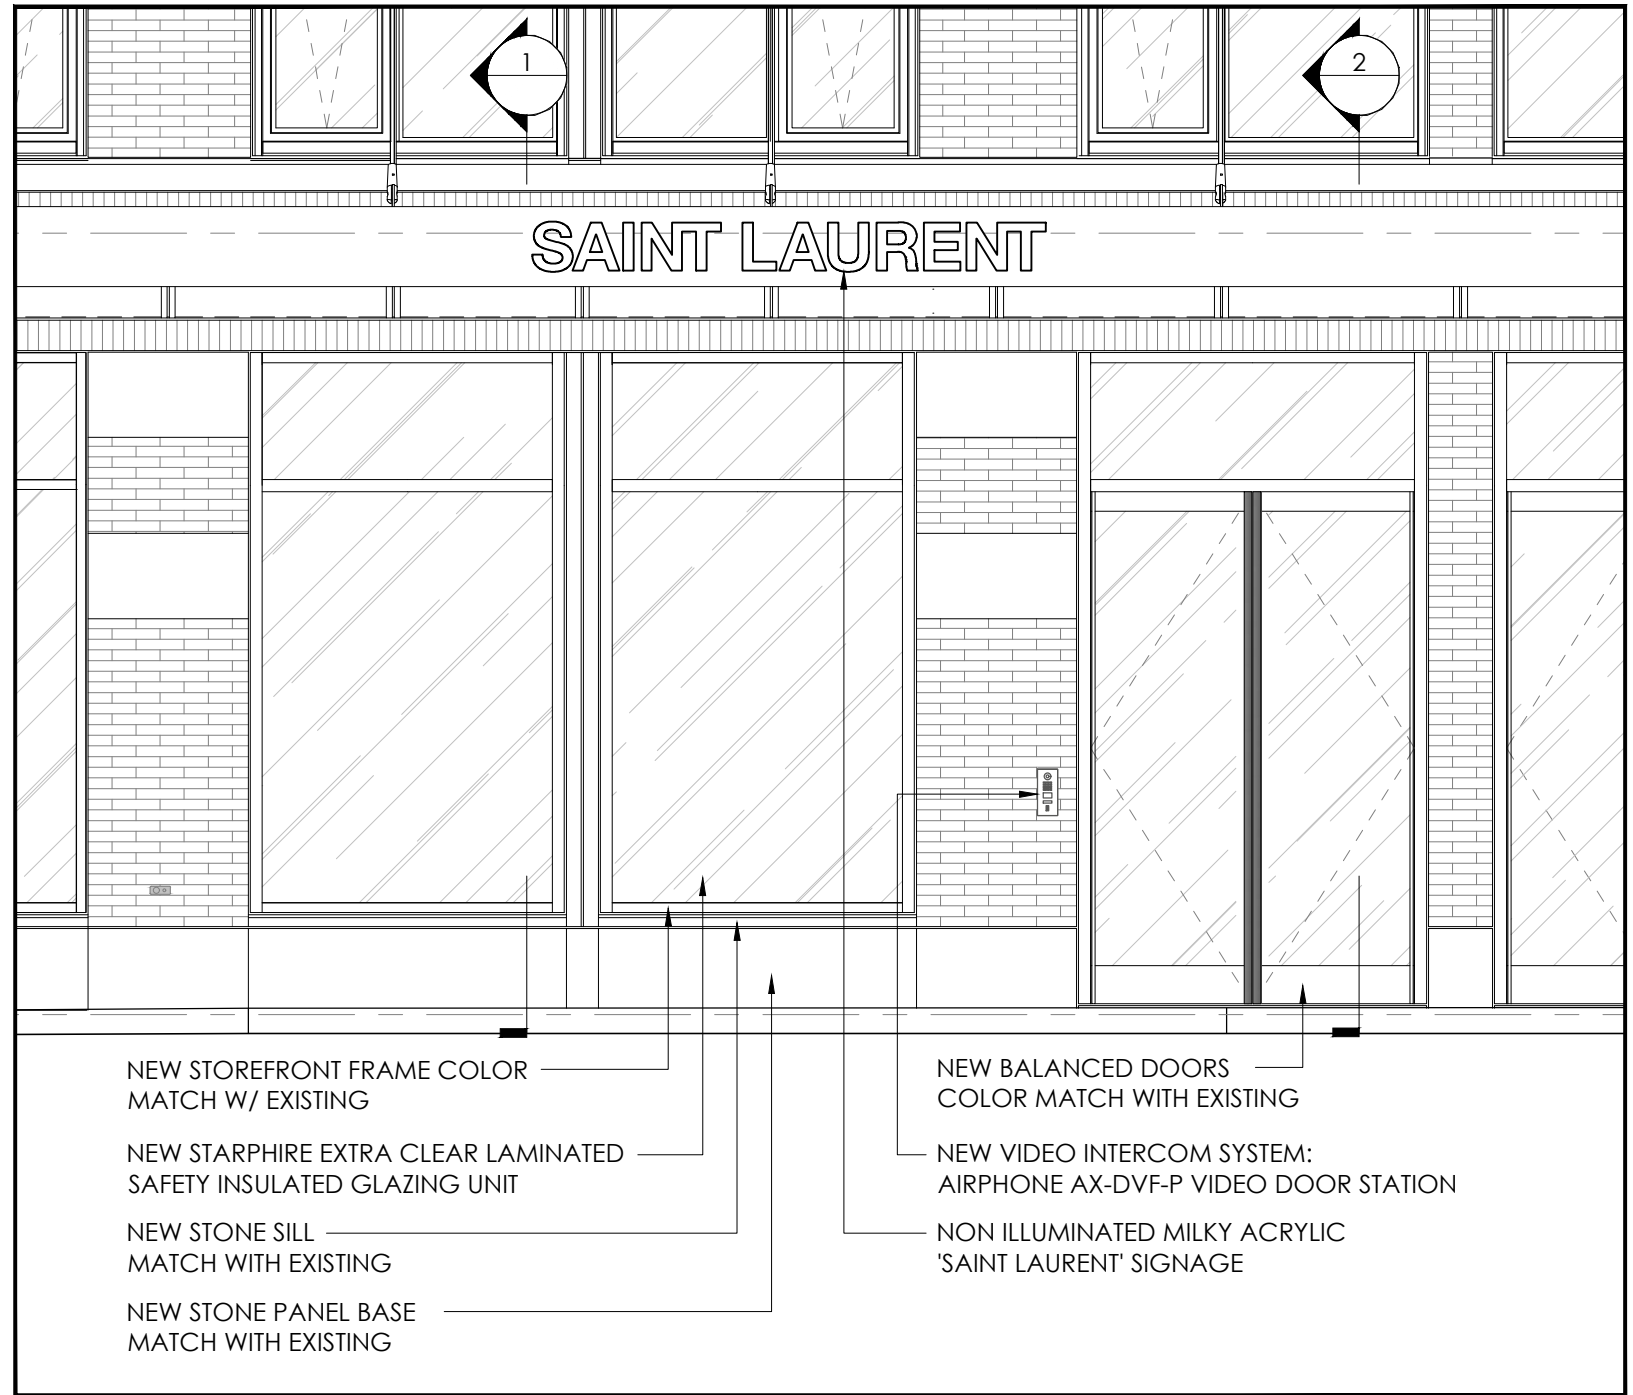 1
2
SAINT LAURENT
NEW STOREFRONT FRAME COLOR
MATCH W/ EXISTING
NEW STARPHIRE EXTRA CLEAR LAMINATED
SAFETY INSULATED GLAZING UNIT
NEW STONE SILL
MATCH WITH EXISTING
NEW STONE PANEL BASE
MATCH WITH EXISTING
NEW BALANCED DOORS
COLOR MATCH WITH EXISTING
NEW VIDEO INTERCOM SYSTEM:
AIRPHONE AX-DVF-P VIDEO DOOR STATION
NON ILLUMINATED MILKY ACRYLIC
'SAINT LAURENT' SIGNAGE